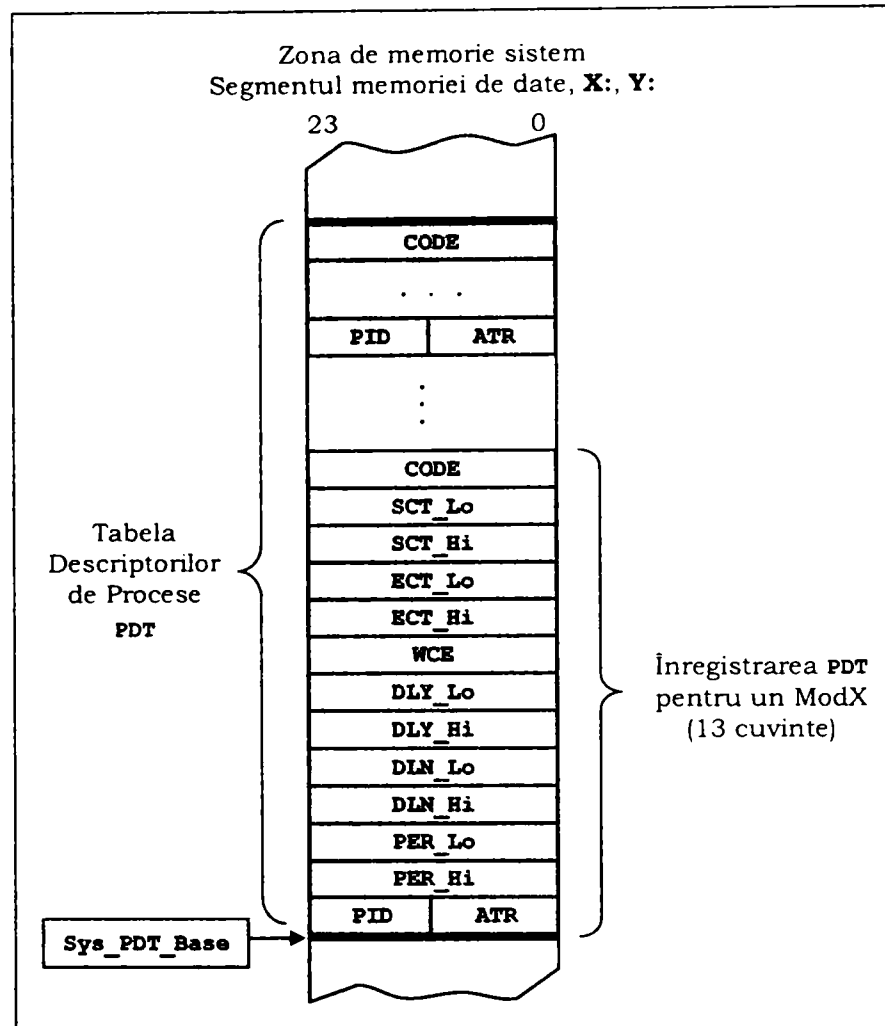 Zona de memorie sistem
Segmentul memoriei de date, X:, Y:
23 0
CODE
. . .
PID ATR
.
.
.
CODE
SCT_Lo
SCT_Hi
ECT_Lo
ECT_Hi
WCE
DLY_Lo
DLY_Hi
DLN_Lo
DLN_Hi
PER_Lo
PER_Hi
PID ATR
Tabela
Descriptorilor
de Procese
PDT
Înregistrarea PDT
pentru un ModX
(13 cuvinte)
Sys_PDT_Base